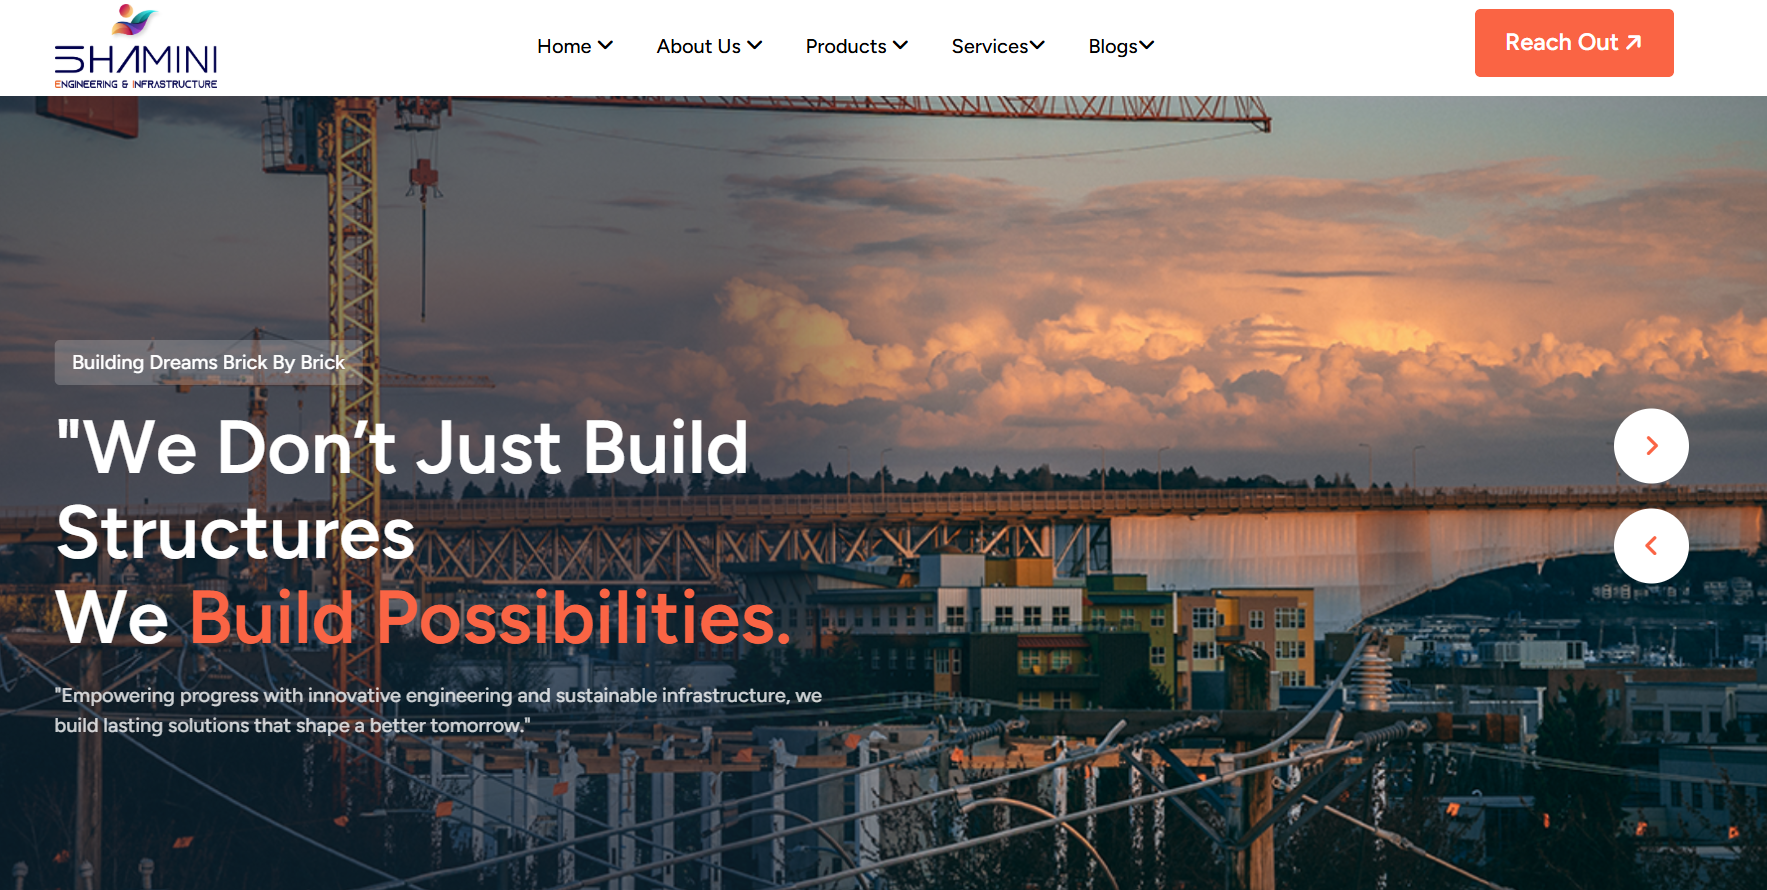 SHAMINI
ENGINEERING & INFRASTRUCTURE
Home
About Us
Products
Services
Blogs
Reach Out
Building Dreams Brick By Brick
"We Don’t Just Build
Structures
We Build Possibilities.
"Empowering progress with innovative engineering and sustainable infrastructure, we
build lasting solutions that shape a better tomorrow."